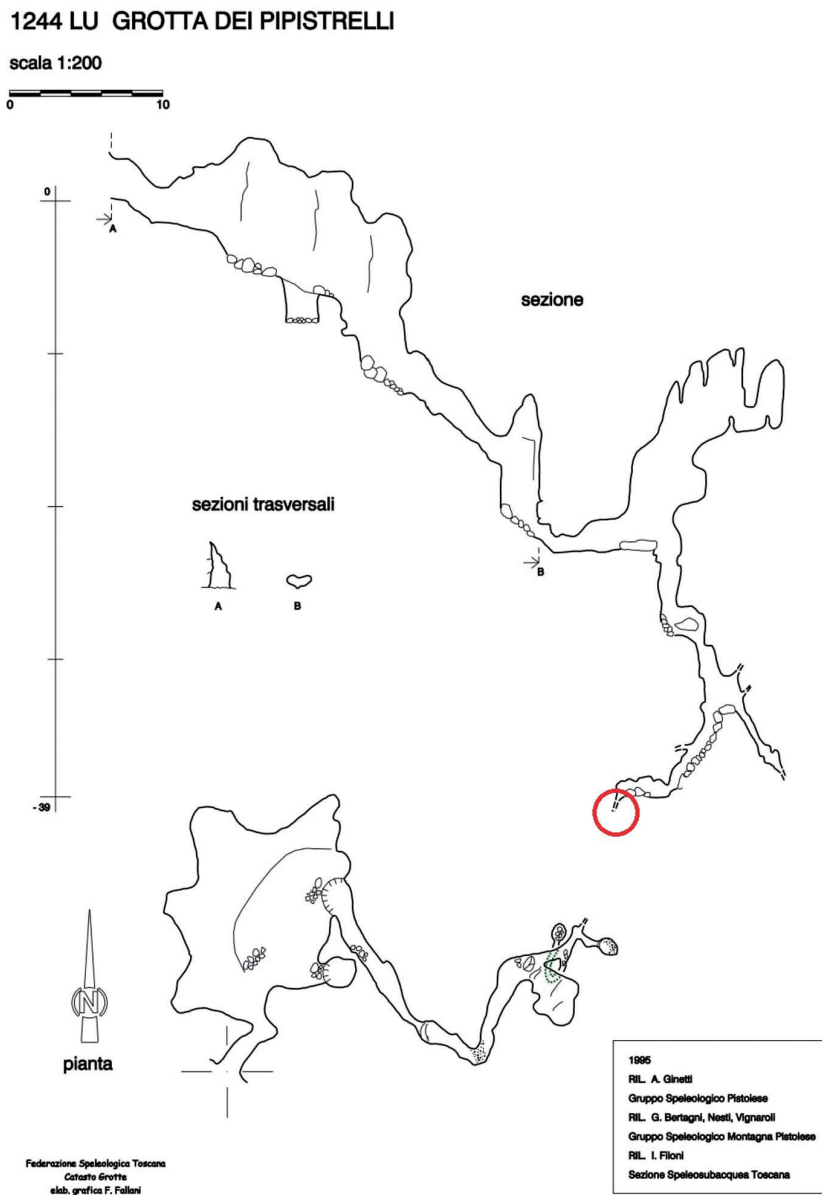 1244 LU GROTTA DEI PIPISTRELLI
scala 1:200
0 10
0
A
sezione
sezioni trasversali
A B
B
-39
N
pianta
1995
RIL. A. Ginetti
Gruppo Speleologico Pistoiese
RIL. G. Bertagni, Nesti, Vignaroli
Gruppo Speleologico Montagna Pistoiese
RIL. I. Filoni
Sezione Speleosubacquea Toscana
Federazione Speleologica Toscana
Catasto Grotte
elab. grafica F. Fallani